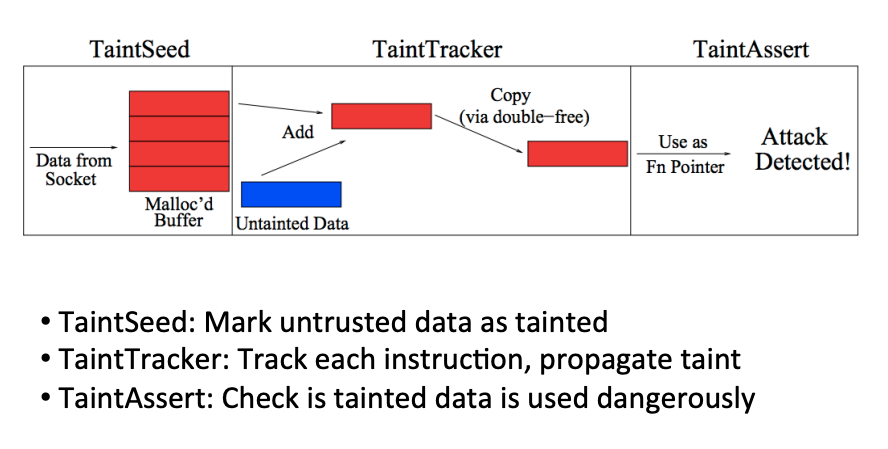 TaintSeed
TaintTracker
TaintAssert
Data from
Socket
Malloc'd
Buffer
Add
Untainted Data
Copy
(via double-free)
Use as
Fn Pointer
Attack
Detected!
• TaintSeed: Mark untrusted data as tainted
• TaintTracker: Track each instruction, propagate taint
• TaintAssert: Check is tainted data is used dangerously